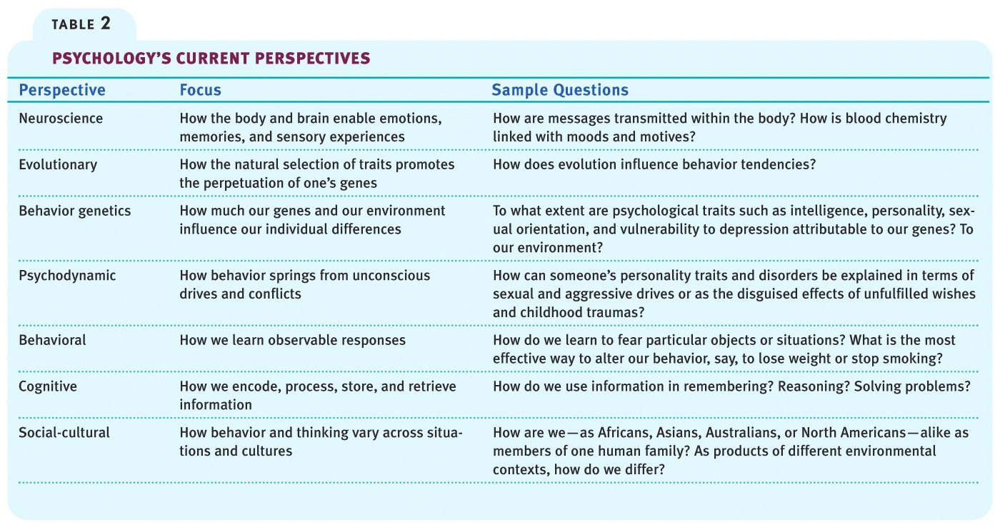 TABLE 2
PSYCHOLOGY'S CURRENT PERSPECTIVES
Perspective Focus Sample Questions
Neuroscience How the body and brain enable emotions, How are messages transmitted within the body? How is blood chemistry
memories, and sensory experiences linked with moods and motives?
Evolutionary How the natural selection of traits promotes How does evolution influence behavior tendencies?
the perpetuation of one's genes
Behavior genetics How much our genes and our environment To what extent are psychological traits such as intelligence, personality, sex-
influence our individual differences ual orientation, and vulnerability to depression attributable to our genes? To
our environment?
Psychodynamic How behavior springs from unconscious How can someone's personality traits and disorders be explained in terms of
drives and conflicts sexual and aggressive drives or as the disguised effects of unfulfilled wishes
and childhood traumas?
Behavioral How we learn observable responses How do we learn to fear particular objects or situations? What is the most
effective way to alter our behavior, say, to lose weight or stop smoking?
Cognitive How we encode, process, store, and retrieve How do we use information in remembering? Reasoning? Solving problems?
information
Social-cultural How behavior and thinking vary across situa- How are we—as Africans, Asians, Australians, or North Americans—alike as
tions and cultures members of one human family? As products of different environmental
contexts, how do we differ?